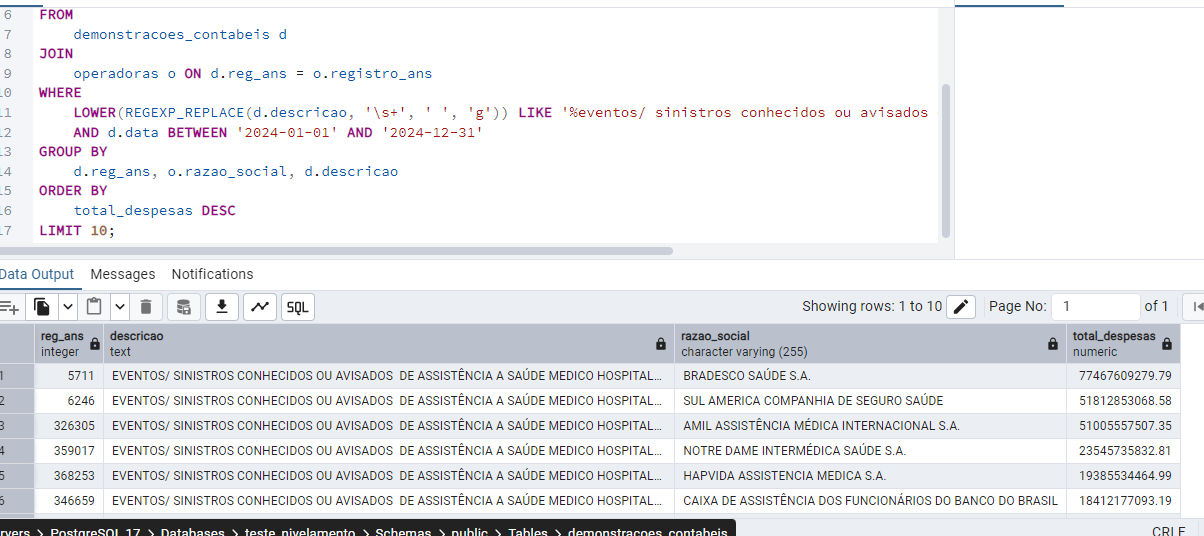 6 FROM
7 demonstracoes_contabeis d
8 JOIN
9 operadoras o ON d.reg_ans = o.registro_ans
10 WHERE
11 LOWER(REGEXP_REPLACE(d.descricao, '\s+', ' ', 'g')) LIKE '%eventos/ sinistros conhecidos ou avisados
12 AND d.data BETWEEN '2024-01-01' AND '2024-12-31'
13 GROUP BY
14 d.reg_ans, o.razao_social, d.descricao
15 ORDER BY
16 total_despesas DESC
17 LIMIT 10;
Data Output Messages Notifications
SQL Showing rows: 1 to 10 Page No: 1 of 1
reg_ans descricao razao_social total_despesas
integer text character varying (255) numeric
1 5711 EVENTOS/ SINISTROS CONHECIDOS OU AVISADOS  DE ASSISTÊNCIA A SAÚDE MEDICO HOSPITAL... BRADESCO SAÚDE S.A. 77467609279.79
2 6246 EVENTOS/ SINISTROS CONHECIDOS OU AVISADOS  DE ASSISTÊNCIA A SAÚDE MEDICO HOSPITAL... SUL AMERICA COMPANHIA DE SEGURO SAÚDE 51812853068.58
3 326305 EVENTOS/ SINISTROS CONHECIDOS OU AVISADOS  DE ASSISTÊNCIA A SAÚDE MEDICO HOSPITAL... AMIL ASSISTÊNCIA MÉDICA INTERNACIONAL S.A. 51005557507.35
4 359017 EVENTOS/ SINISTROS CONHECIDOS OU AVISADOS  DE ASSISTÊNCIA A SAÚDE MEDICO HOSPITAL... NOTRE DAME INTERMÉDICA SAÚDE S.A. 23545735832.81
5 368253 EVENTOS/ SINISTROS CONHECIDOS OU AVISADOS  DE ASSISTÊNCIA A SAÚDE MEDICO HOSPITAL... HAPVIDA ASSISTENCIA MEDICA S.A. 19385534464.99
6 346659 EVENTOS/ SINISTROS CONHECIDOS OU AVISADOS  DE ASSISTÊNCIA A SAÚDE MEDICO HOSPITAL... CAIXA DE ASSISTÊNCIA DOS FUNCIONÁRIOS DO BANCO DO BRASIL 18412177093.19
rvers > PostgreSQL 17 > Databases > teste_nivelamento > Schemas > public > Tables > demonstracoes_contabeis CRLF